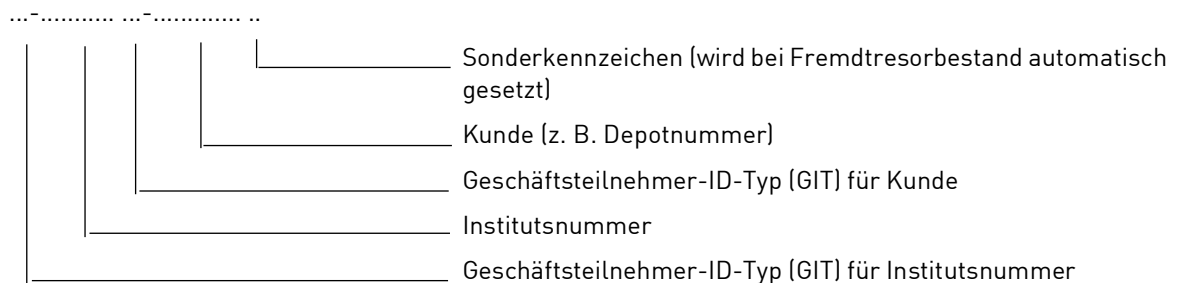 ...-........... ...-............. ..
Sonderkennzeichen (wird bei Fremdtresorbestand automatisch
gesetzt)
Kunde (z. B. Depotnummer)
Geschäftsteilnehmer-ID-Typ (GIT) für Kunde
Institutsnummer
Geschäftsteilnehmer-ID-Typ (GIT) für Institutsnummer